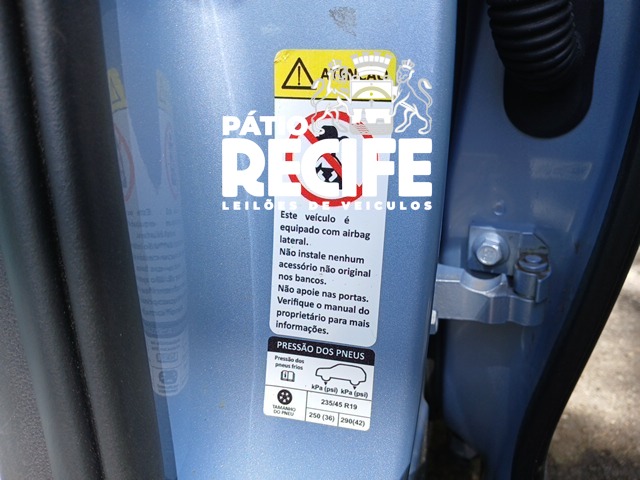 ATENÇÃO
PÁTIO
RECIFE
LEILÕES DE VEÍCULOS
Este veículo é
equipado com airbag
lateral.
Não instale nenhum
acessório não original
nos bancos.
Não apoie nas portas.
Verifique o manual do
proprietário para mais
informações.
PRESSÃO DOS PNEUS
Pressão dos
pneus frios
kPa (psi) kPa (psi)
TAMANHO
DO PNEU
235/45 R19
250 (36) 290(42)